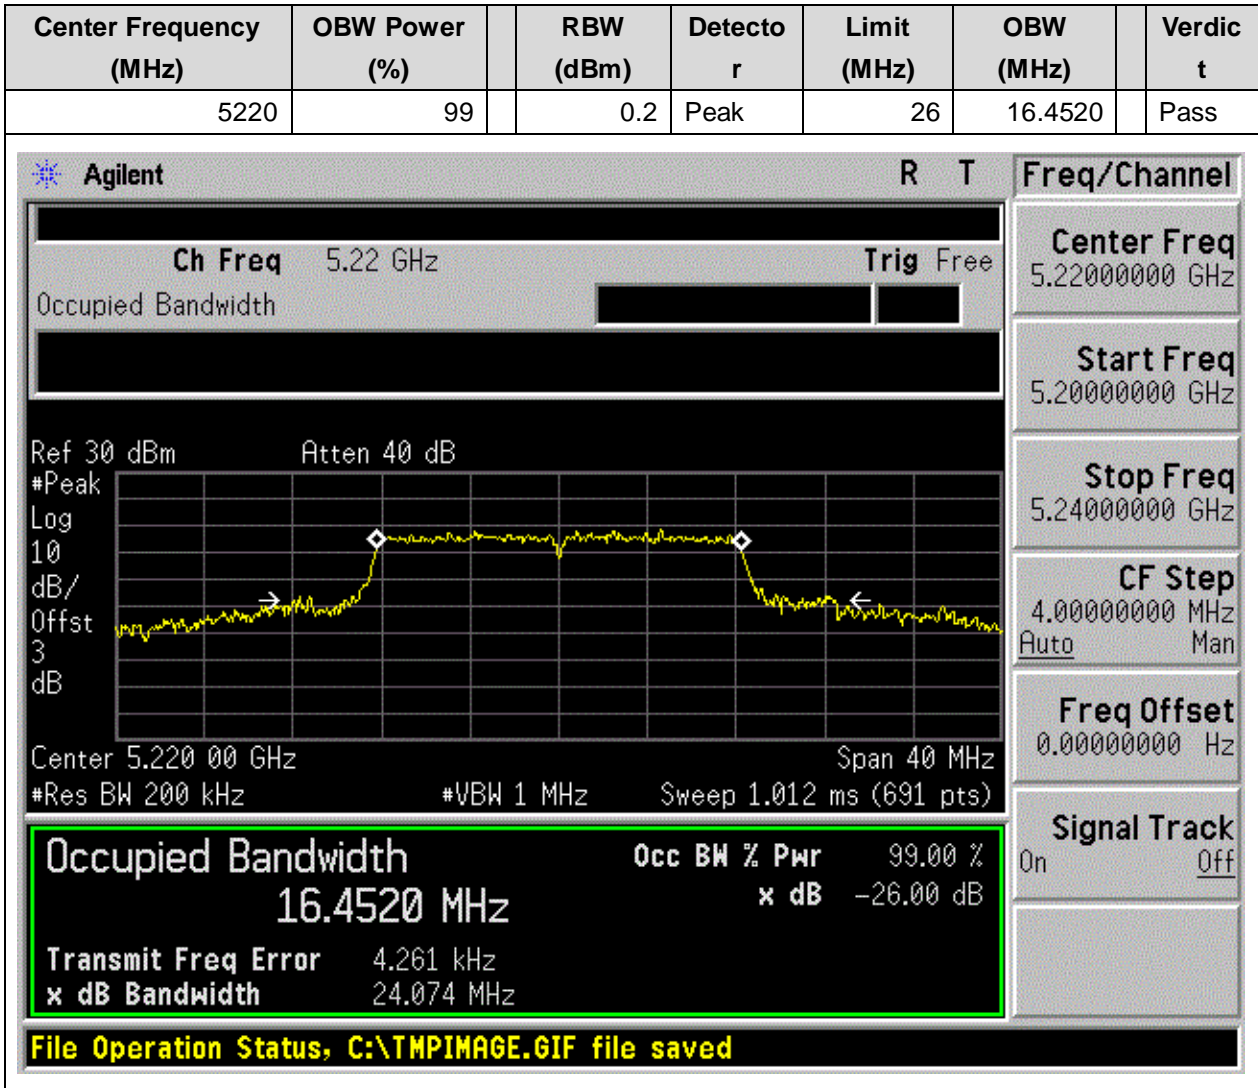 Center Frequency (MHz) OBW Power (%) RBW (dBm) Detector Limit (MHz) OBW (MHz) Verdict
5220 99 0.2 Peak 26 16.4520 Pass
Agilent R T Freq/Channel
Ch Freq 5.22 GHz Trig Free
Occupied Bandwidth
Center Freq
5.22000000 GHz
Start Freq
5.20000000 GHz
Stop Freq
5.24000000 GHz
CF Step
4.00000000 MHz
Auto Man
Freq Offset
0.00000000 Hz
Signal Track
On Off
Ref 30 dBm Atten 40 dB
#Peak
Log
10
dB/
Offst
3
dB
Center 5.220 00 GHz Span 40 MHz
#Res BW 200 kHz #VBW 1 MHz Sweep 1.012 ms (691 pts)
Occupied Bandwidth Occ BW % Pwr 99.00 %
16.4520 MHz x dB -26.00 dB
Transmit Freq Error 4.261 kHz
x dB Bandwidth 24.074 MHz
File Operation Status, C:\TMPIMAGE.GIF file saved